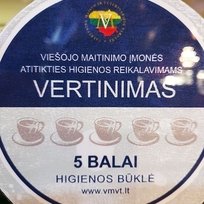 VIEŠOJO MAITINIMO ĮMONĖS
ATITIKTIES HIGIENOS REIKALAVIMAMS
VERTINIMAS
5 BALAI
HIGIENOS BŪKLĖ
www.vmvt.lt